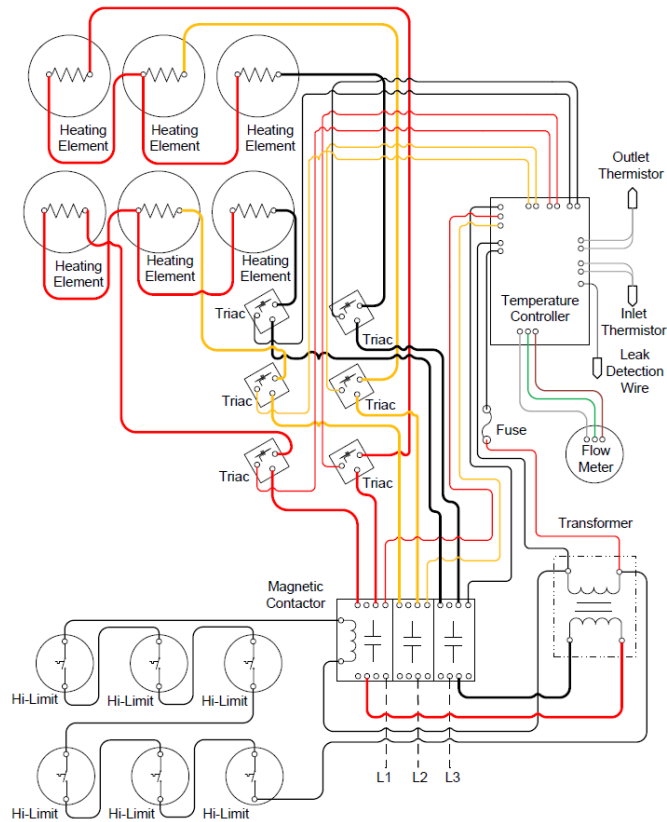 Heating
Element
Heating
Element
Heating
Element
Outlet
Thermistor
Heating
Element
Heating
Element
Heating
Element
Temperature
Controller
Inlet
Thermistor
Triac
Triac
Leak
Detection
Wire
Triac
Triac
Fuse
Flow
Meter
Triac
Triac
Transformer
Magnetic
Contactor
Hi-Limit
Hi-Limit
Hi-Limit
L1
L2
L3
Hi-Limit
Hi-Limit
Hi-Limit